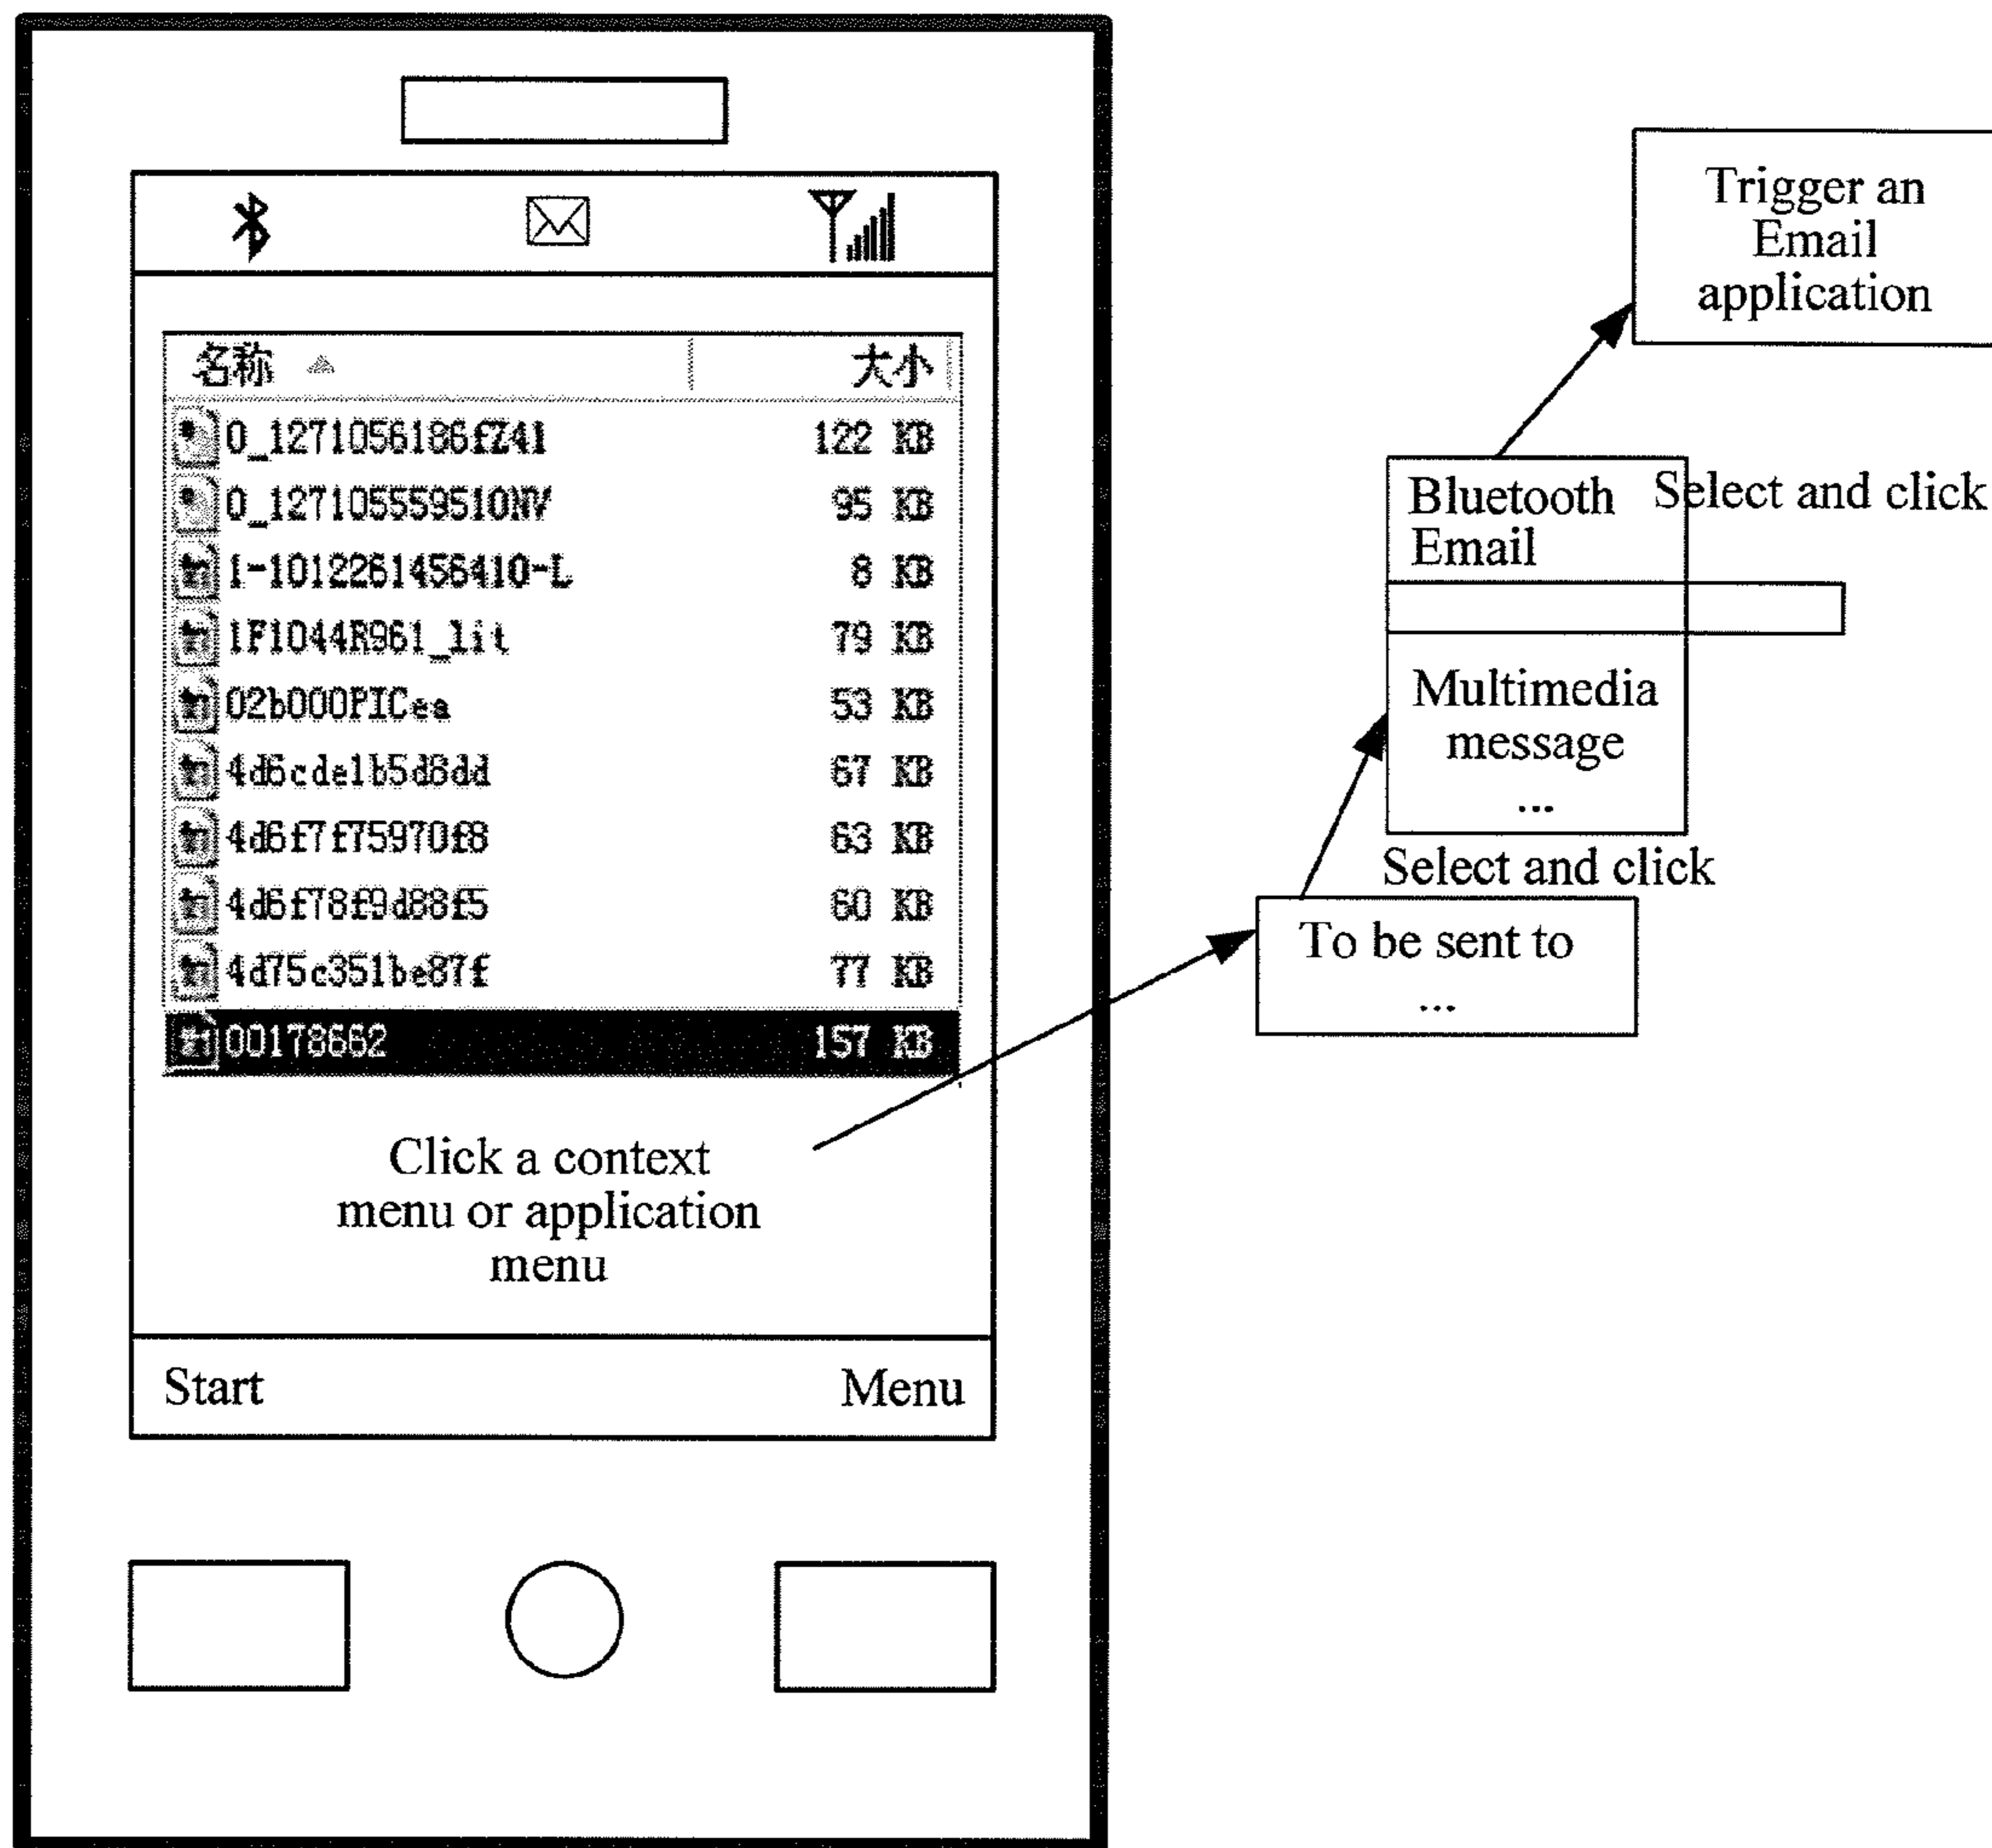 名称 大小
0_1271056186fZ4l 122 KB
0_1271055595l0NV 95 KB
1-1012261456410-L 8 KB
1F1044R961_lit 79 KB
02b000PICea 53 KB
4d6cde1b5d8dd 67 KB
4d6f7f75970f8 63 KB
4d6f78f9d88f5 60 KB
4d75c351be87f 77 KB
00178662 157 KB
Click a context
menu or application
menu
Start Menu
To be sent to
...
Select and click
Bluetooth
Email
Multimedia
message
...
Select and click
Trigger an
Email
application